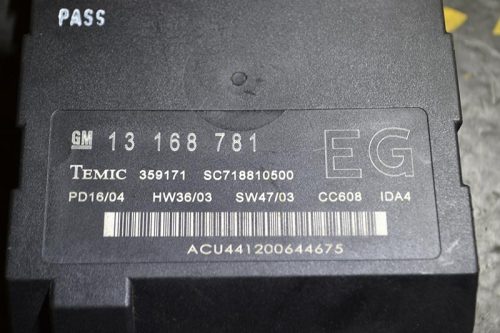 PASS
GM 13 168 781 EG
TEMIC 359171 SC718810500
PD16/04 HW36/03 SW47/03 CC608 IDA4
ACU441200644675